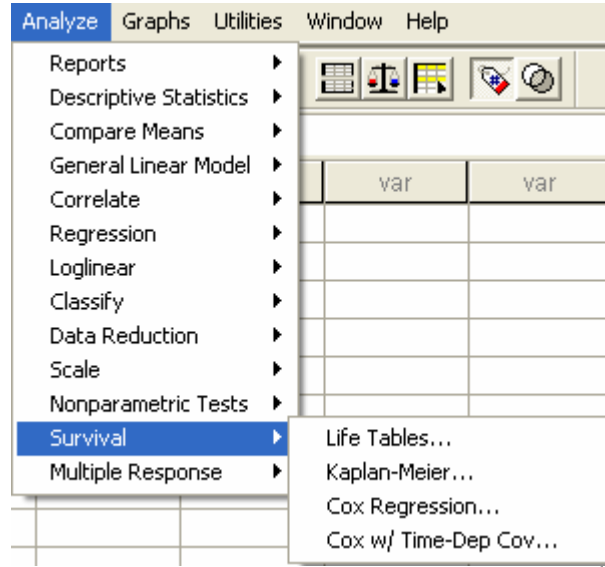 Analyze Graphs Utilities Window Help
Reports
Descriptive Statistics
Compare Means
General Linear Model
var var
Correlate
Regression
Loglinear
Classify
Data Reduction
Scale
Nonparametric Tests
Survival
Life Tables...
Multiple Response
Kaplan-Meier...
Cox Regression...
Cox w/ Time-Dep Cov...